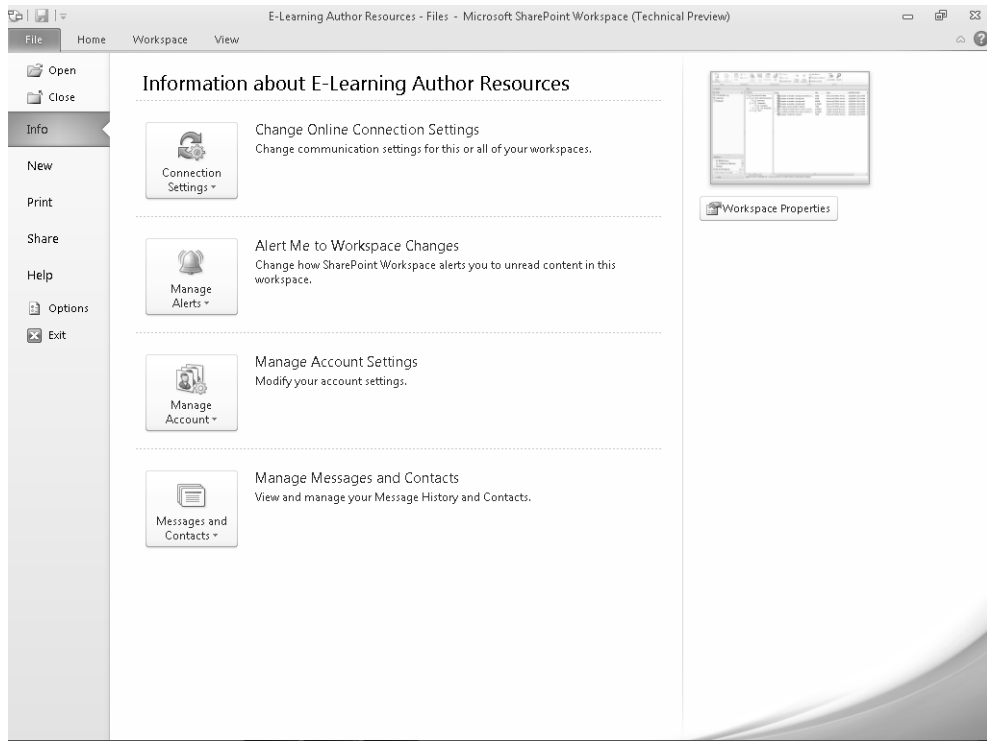 E-Learning Author Resources - Files - Microsoft SharePoint Workspace (Technical Preview)
File Home Workspace View
Open
Close
Info
New
Print
Share
Help
Options
Exit
Information about E-Learning Author Resources
Connection
Settings
Change Online Connection Settings
Change communication settings for this or all of your workspaces.
Manage
Alerts
Alert Me to Workspace Changes
Change how SharePoint Workspace alerts you to unread content in this
workspace.
Manage
Account
Manage Account Settings
Modify your account settings.
Messages and
Contacts
Manage Messages and Contacts
View and manage your Message History and Contacts.
Workspace Properties